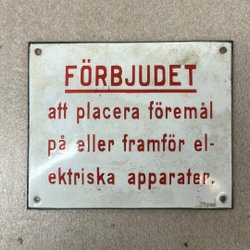 FÖRBJUDET
att placera föremål
på eller framför el-
ektriska apparater.